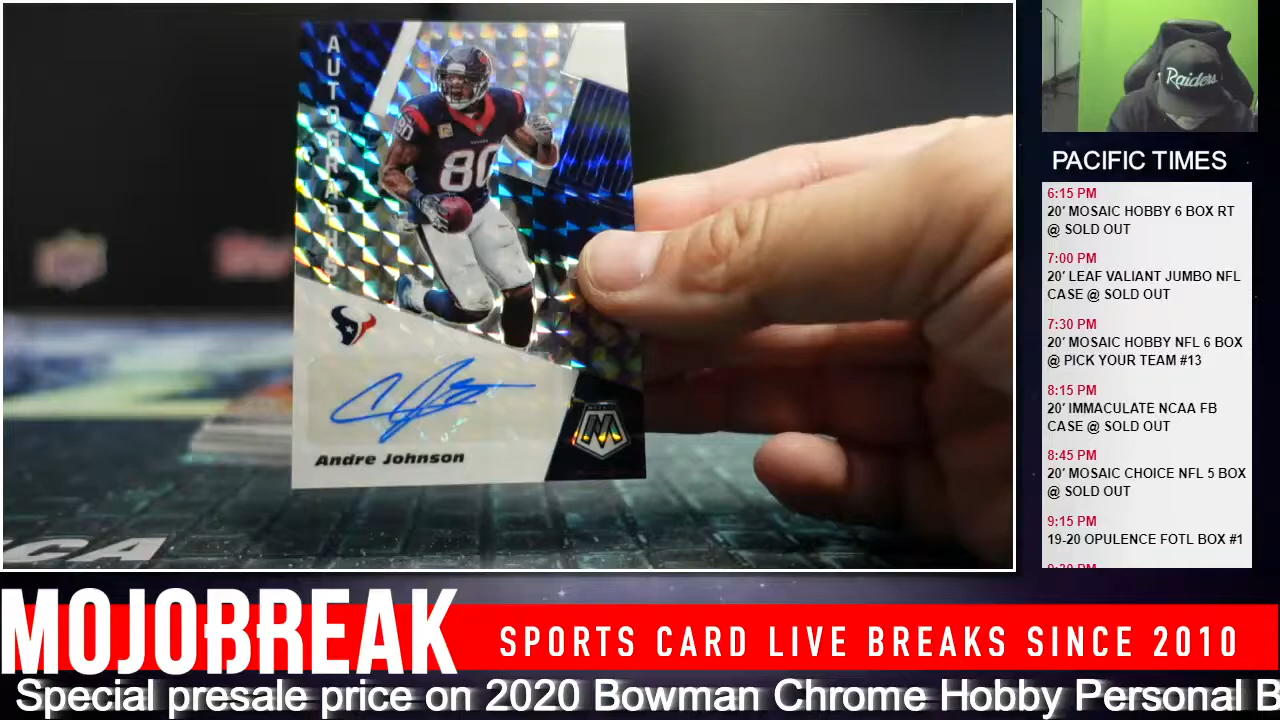 AUTOGRAPHS
80
80
Andre Johnson
MOSAIC
M
CA
Raiders
PACIFIC TIMES
6:15 PM
20' MOSAIC HOBBY 6 BOX RT
@ SOLD OUT
7:00 PM
20' LEAF VALIANT JUMBO NFL
CASE @ SOLD OUT
7:30 PM
20' MOSAIC HOBBY NFL 6 BOX
@ PICK YOUR TEAM #13
8:15 PM
20' IMMACULATE NCAA FB
CASE @ SOLD OUT
8:45 PM
20' MOSAIC CHOICE NFL 5 BOX
@ SOLD OUT
9:15 PM
19-20 OPULENCE FOTL BOX #1
MOJOBREAK
SPORTS CARD LIVE BREAKS SINCE 2010
Special presale price on 2020 Bowman Chrome Hobby Personal B